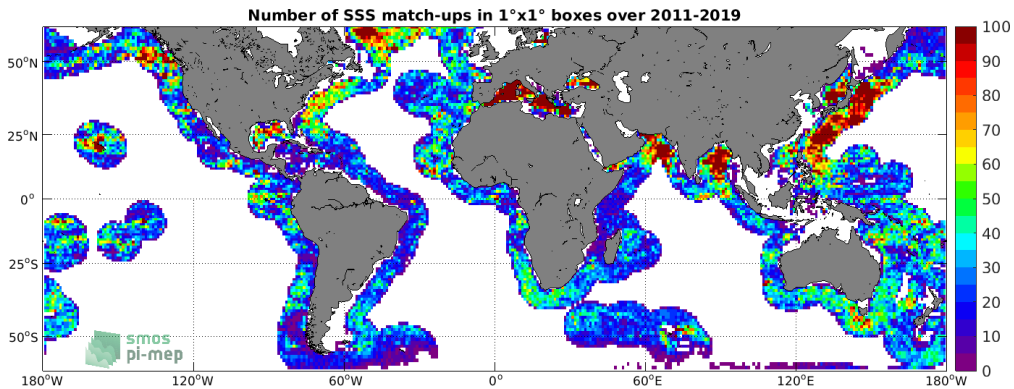 Number of SSS match-ups in 1°x1° boxes over 2011-2019
50°N
25°N
0°
25°S
50°S
180°W
120°W
60°W
0°
60°E
120°E
180°W
100
90
80
70
60
50
40
30
20
10
0
smos
pi-mep